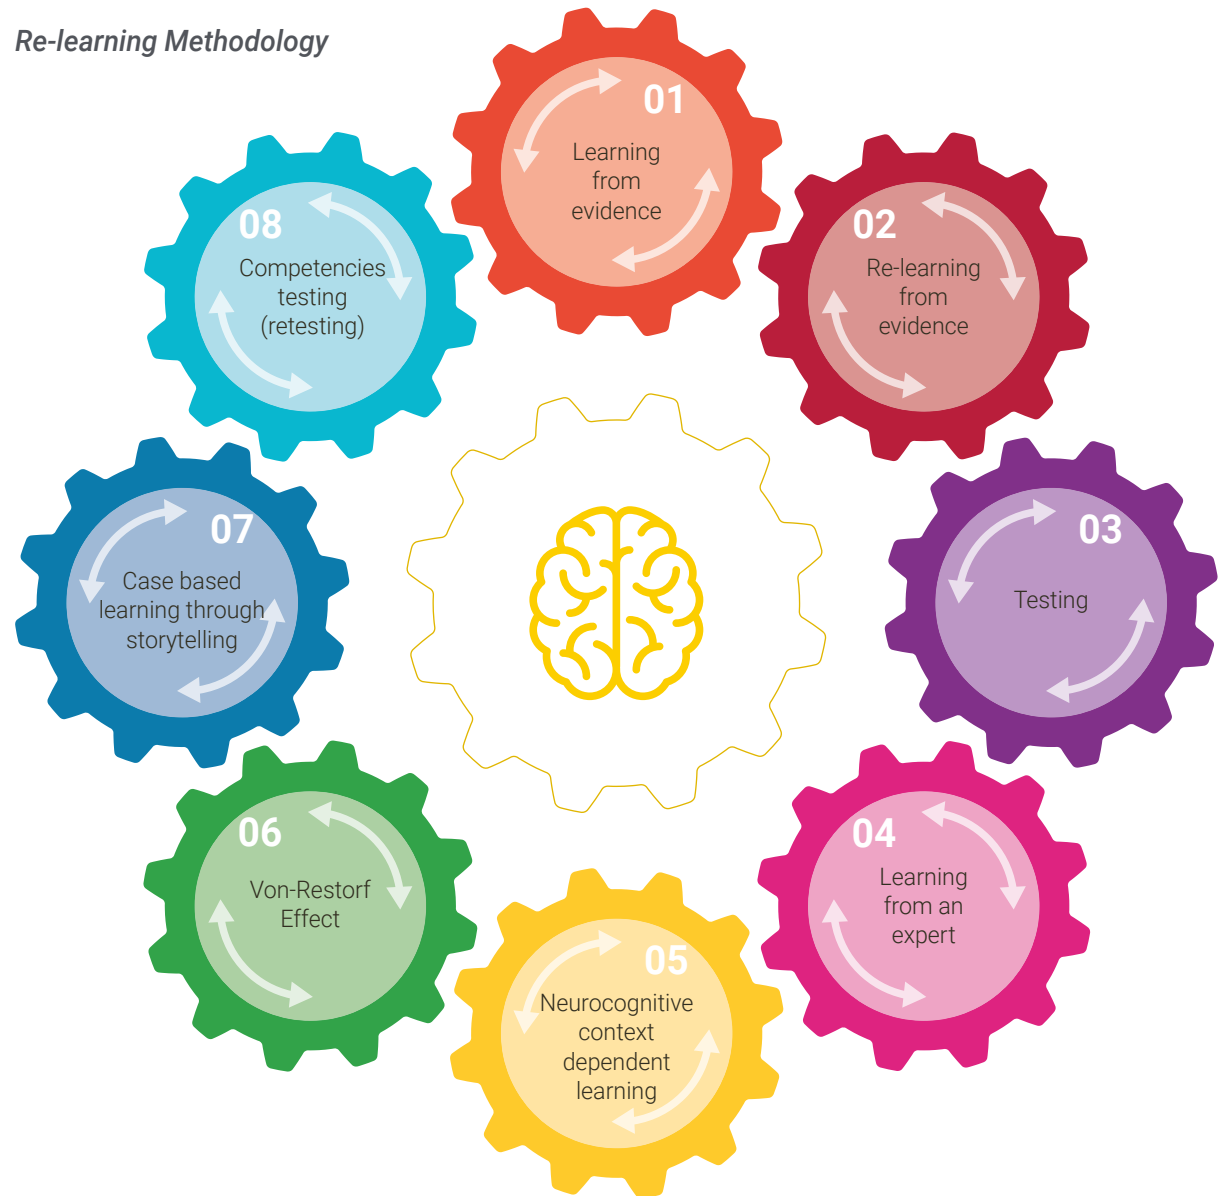 Re-learning Methodology
01
Learning
from
evidence
02
Re-learning
from
evidence
03
Testing
04
Learning
from an
expert
05
Neurocognitive
context
dependent
learning
06
Von-Restorf
Effect
07
Case based
learning through
storytelling
08
Competencies
testing
(retesting)